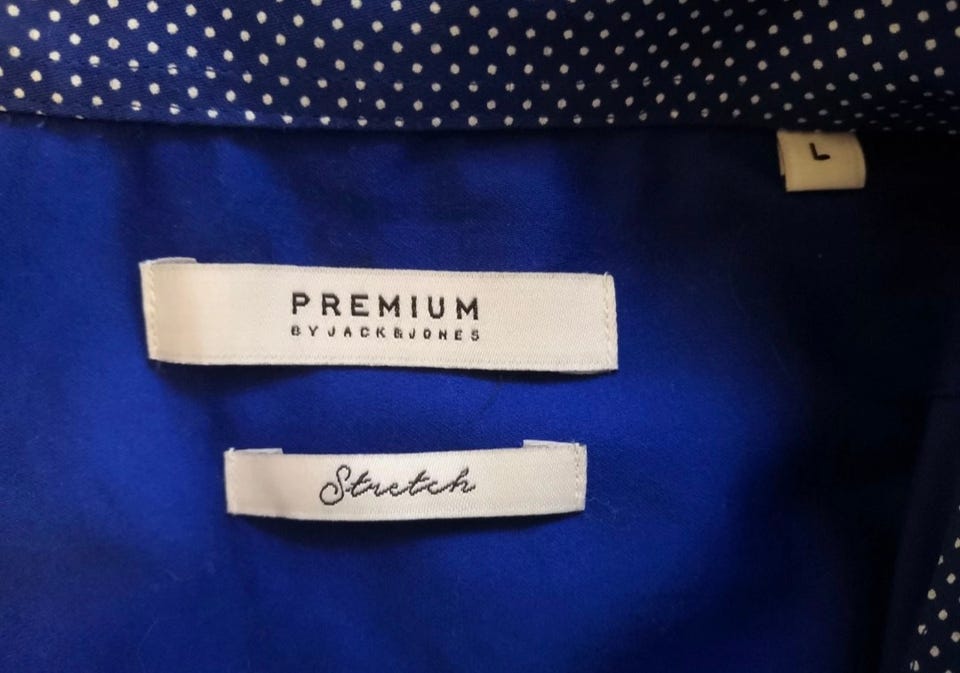 L
PREMIUM
BY JACK&JONES
Stretch